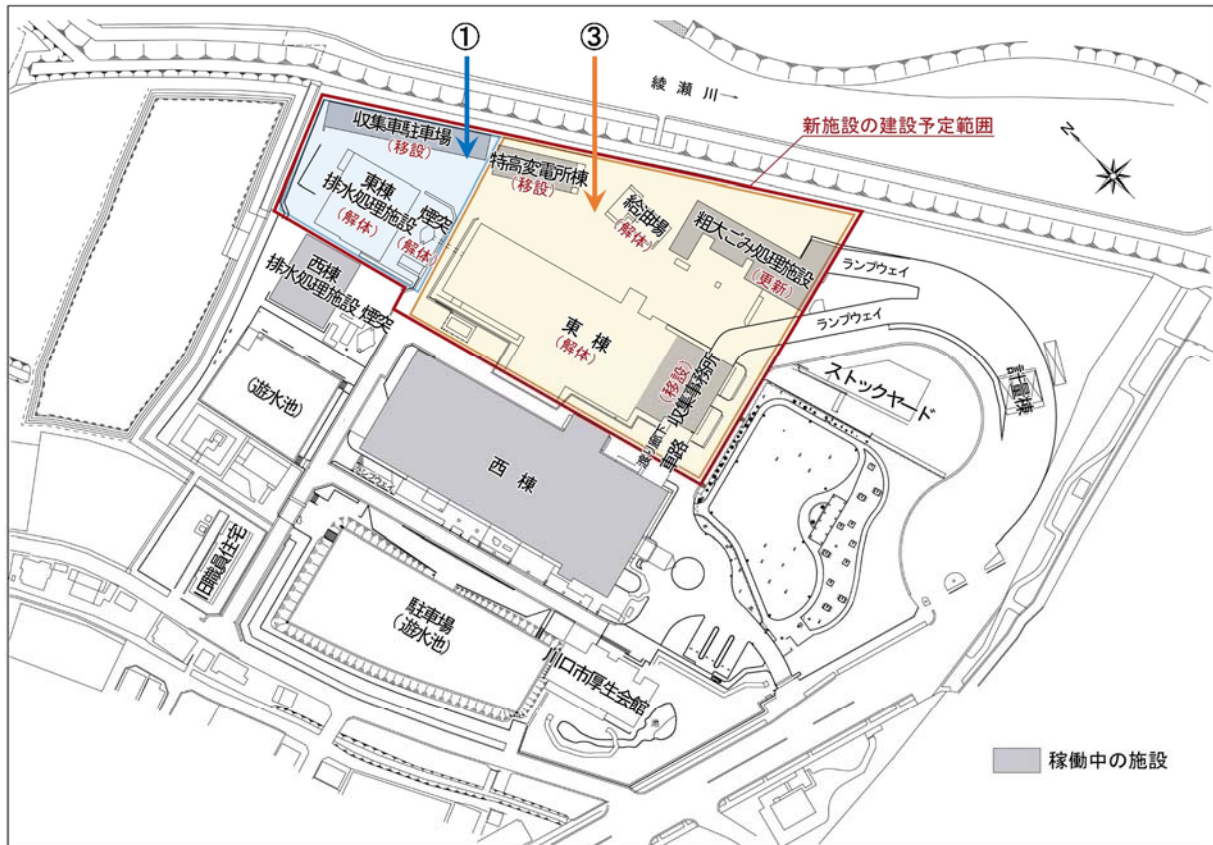 ①
③
綾瀬川→
新施設の建設予定範囲
N
収集車駐車場
(移設)
特高変電所棟
(移設)
東棟
排水処理施設
(解体)
煙突
(解体)
給油場
(解体)
粗大ごみ処理施設
(更新)
ランプウェイ
ランプウェイ
西棟
排水処理施設
煙突
東棟
(解体)
(移設)
収集事務所
渡り廊下
車路
ストックヤード
計量棟
(遊水池)
西棟
旧職員住宅
駐車場
(遊水池)
川口市厚生会館
池
稼働中の施設